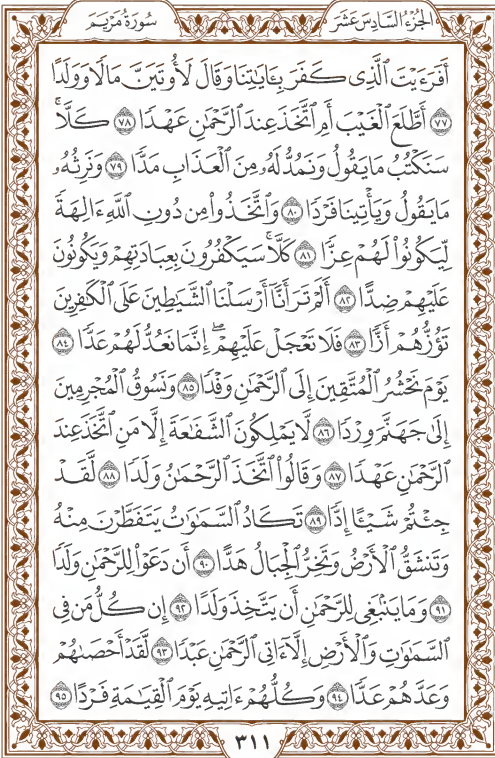 الجزء السادس عشر
سورة مريم
أَفَرَءَيْتَ ٱلَّذِى كَفَرَ بِـَٔايَـٰتِنَا وَقَالَ لَأُوتَيَنَّ مَالًا وَوَلَدًا
٧٧ أَطَّلَعَ ٱلْغَيْبَ أَمِ ٱتَّخَذَ عِندَ ٱلرَّحْمَـٰنِ عَهْدًا ٧٨ كَلَّا ۚ
سَنَكْتُبُ مَا يَقُولُ وَنَمُدُّ لَهُۥ مِنَ ٱلْعَذَابِ مَدًّا ٧٩ وَنَرِثُهُۥ
مَا يَقُولُ وَيَأْتِينَا فَرْدًا ٨٠ وَٱتَّخَذُوا۟ مِن دُونِ ٱللَّهِ ءَالِهَةً
لِّيَكُونُوا۟ لَهُمْ عِزًّا ٨١ كَلَّا ۚ سَيَكْفُرُونَ بِعِبَادَتِهِمْ وَيَكُونُونَ
عَلَيْهِمْ ضِدًّا ٨٢ أَلَمْ تَرَ أَنَّآ أَرْسَلْنَا ٱلشَّيَـٰطِينَ عَلَى ٱلْكَـٰفِرِينَ
تَؤُزُّهُمْ أَزًّا ٨٣ فَلَا تَعْجَلْ عَلَيْهِمْ ۖ إِنَّمَا نَعُدُّ لَهُمْ عَدًّا ٨٤
يَوْمَ نَحْشُرُ ٱلْمُتَّقِينَ إِلَى ٱلرَّحْمَـٰنِ وَفْدًا ٨٥ وَنَسُوقُ ٱلْمُجْرِمِينَ
إِلَىٰ جَهَنَّمَ وِرْدًا ٨٦ لَّا يَمْلِكُونَ ٱلشَّفَـٰعَةَ إِلَّا مَنِ ٱتَّخَذَ عِندَ
ٱلرَّحْمَـٰنِ عَهْدًا ٨٧ وَقَالُوا۟ ٱتَّخَذَ ٱلرَّحْمَـٰنُ وَلَدًا ٨٨ لَّقَدْ
جِئْتُمْ شَيْـًٔا إِدًّا ٨٩ تَكَادُ ٱلسَّمَـٰوَٰتُ يَتَفَطَّرْنَ مِنْهُ
وَتَنشَقُّ ٱلْأَرْضُ وَتَخِرُّ ٱلْجِبَالُ هَدًّا ٩٠ أَن دَعَوْا۟ لِلرَّحْمَـٰنِ وَلَدًا
٩١ وَمَا يَنۢبَغِى لِلرَّحْمَـٰنِ أَن يَتَّخِذَ وَلَدًا ٩٢ إِن كُلُّ مَن فِى
ٱلسَّمَـٰوَٰتِ وَٱلْأَرْضِ إِلَّآ ءَاتِى ٱلرَّحْمَـٰنِ عَبْدًا ٩٣ لَّقَدْ أَحْصَىٰهُمْ
وَعَدَّهُمْ عَدًّا ٩٤ وَكُلُّهُمْ ءَاتِيهِ يَوْمَ ٱلْقِيَـٰمَةِ فَرْدًا ٩٥
٣١١